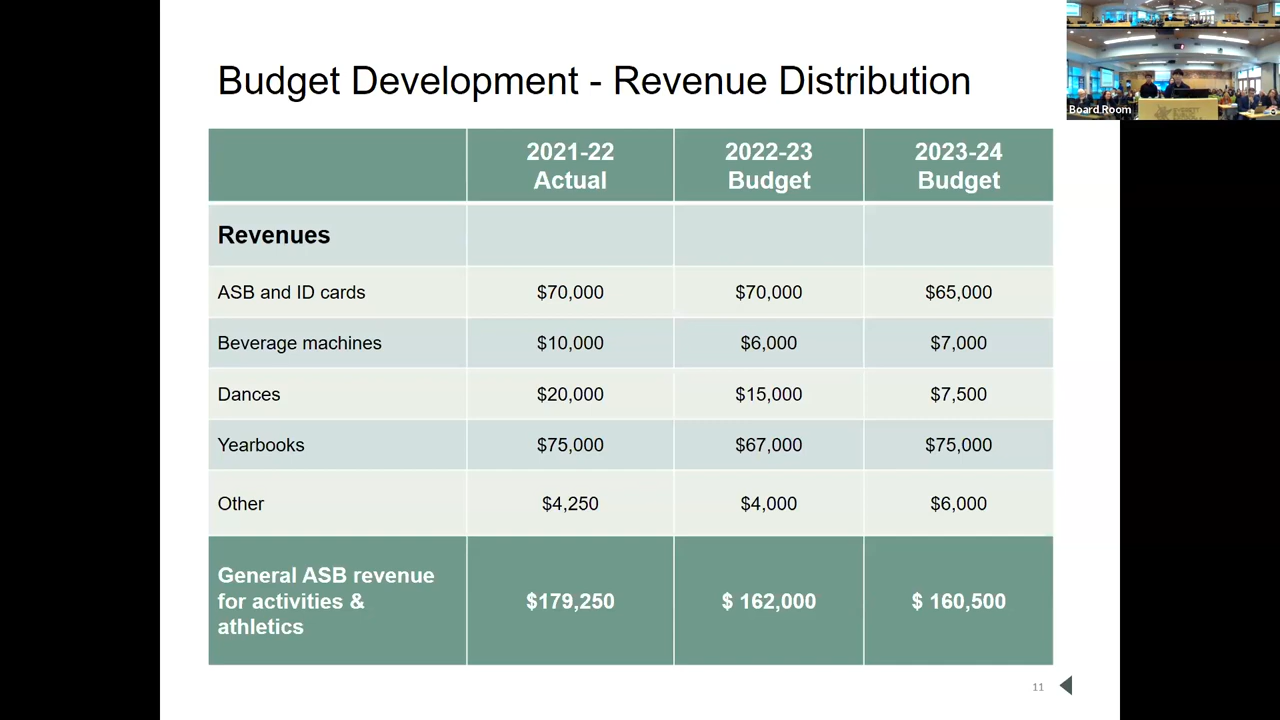 Budget Development - Revenue Distribution
2021-22 Actual 2022-23 Budget 2023-24 Budget
Revenues
ASB and ID cards $70,000 $70,000 $65,000
Beverage machines $10,000 $6,000 $7,000
Dances $20,000 $15,000 $7,500
Yearbooks $75,000 $67,000 $75,000
Other $4,250 $4,000 $6,000
General ASB revenue for activities & athletics $179,250 $ 162,000 $ 160,500
11
Board Room